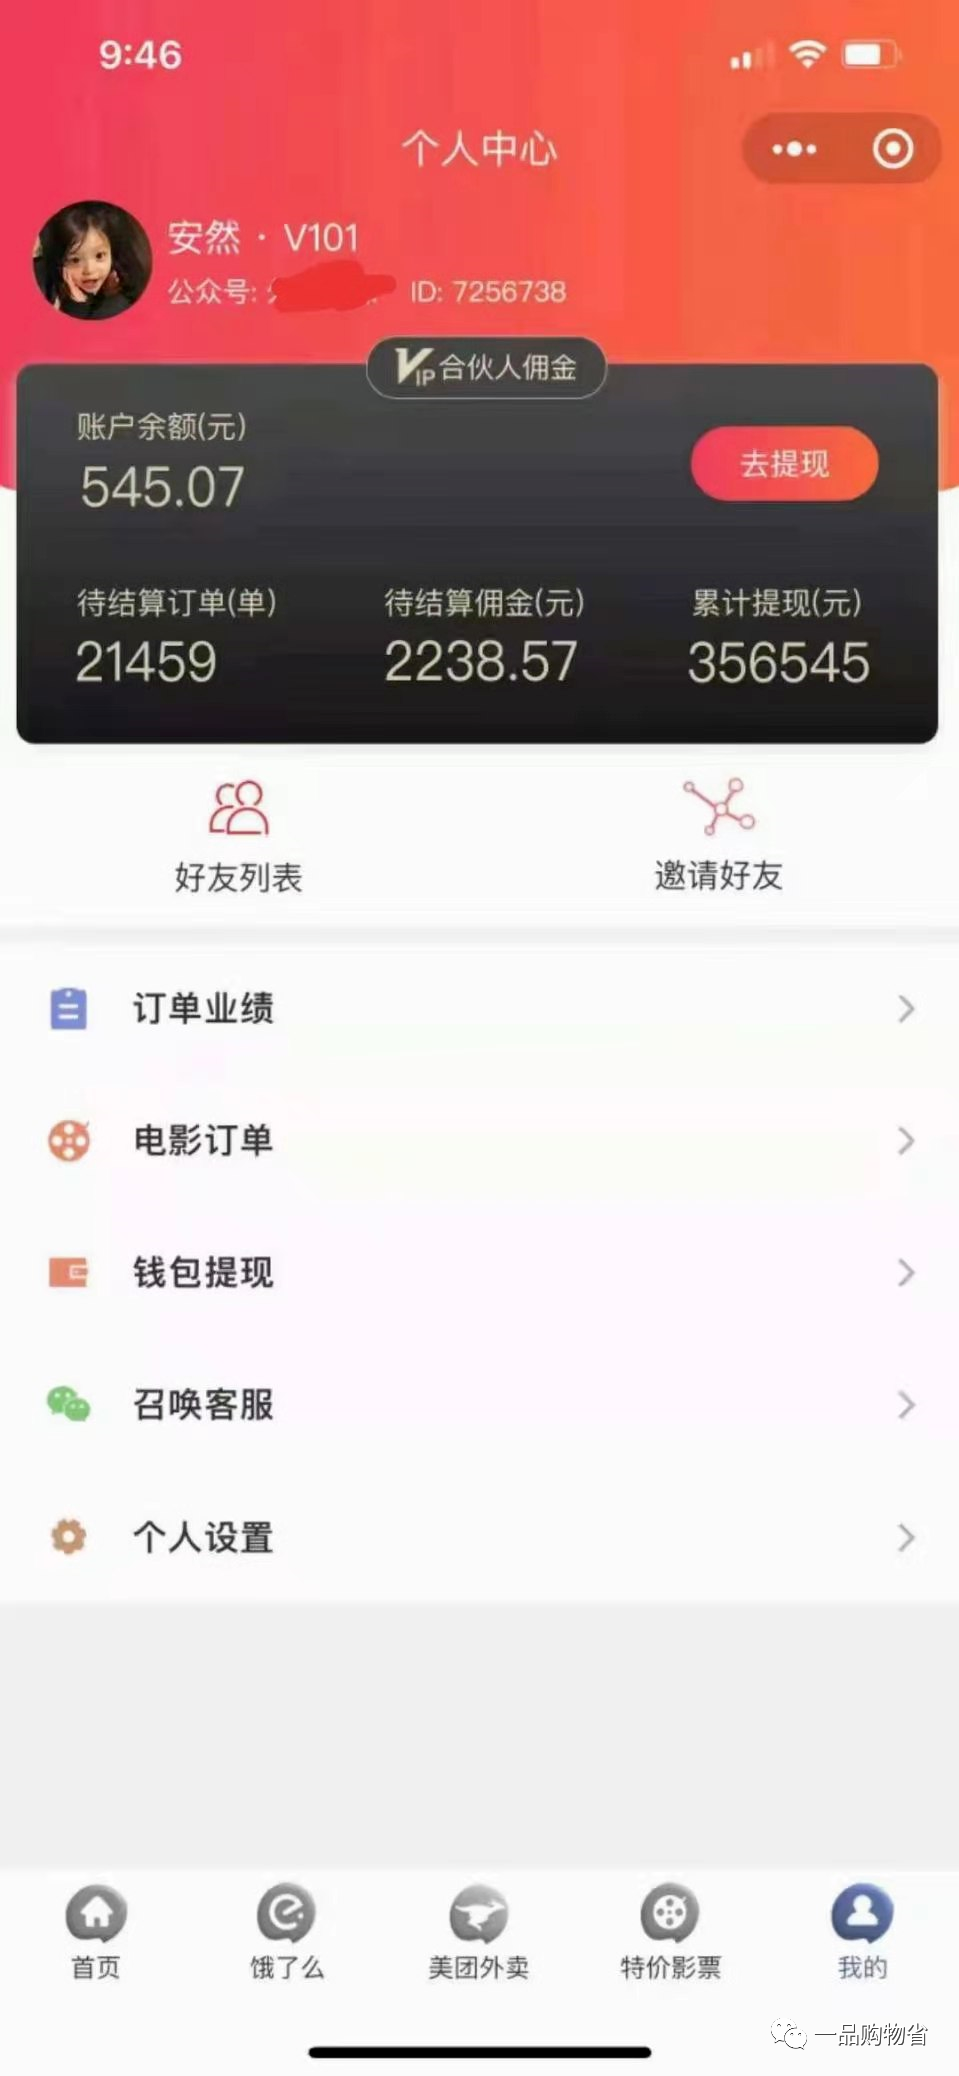 9:46
个人中心
安然 · V101
公众号: ID: 7256738
VIP合伙人佣金
账户余额(元)
545.07
去提现
待结算订单(单) 待结算佣金(元) 累计提现(元)
21459 2238.57 356545
好友列表 邀请好友
订单业绩
电影订单
钱包提现
召唤客服
个人设置
首页 饿了么 美团外卖 特价影票 我的
一品购物省